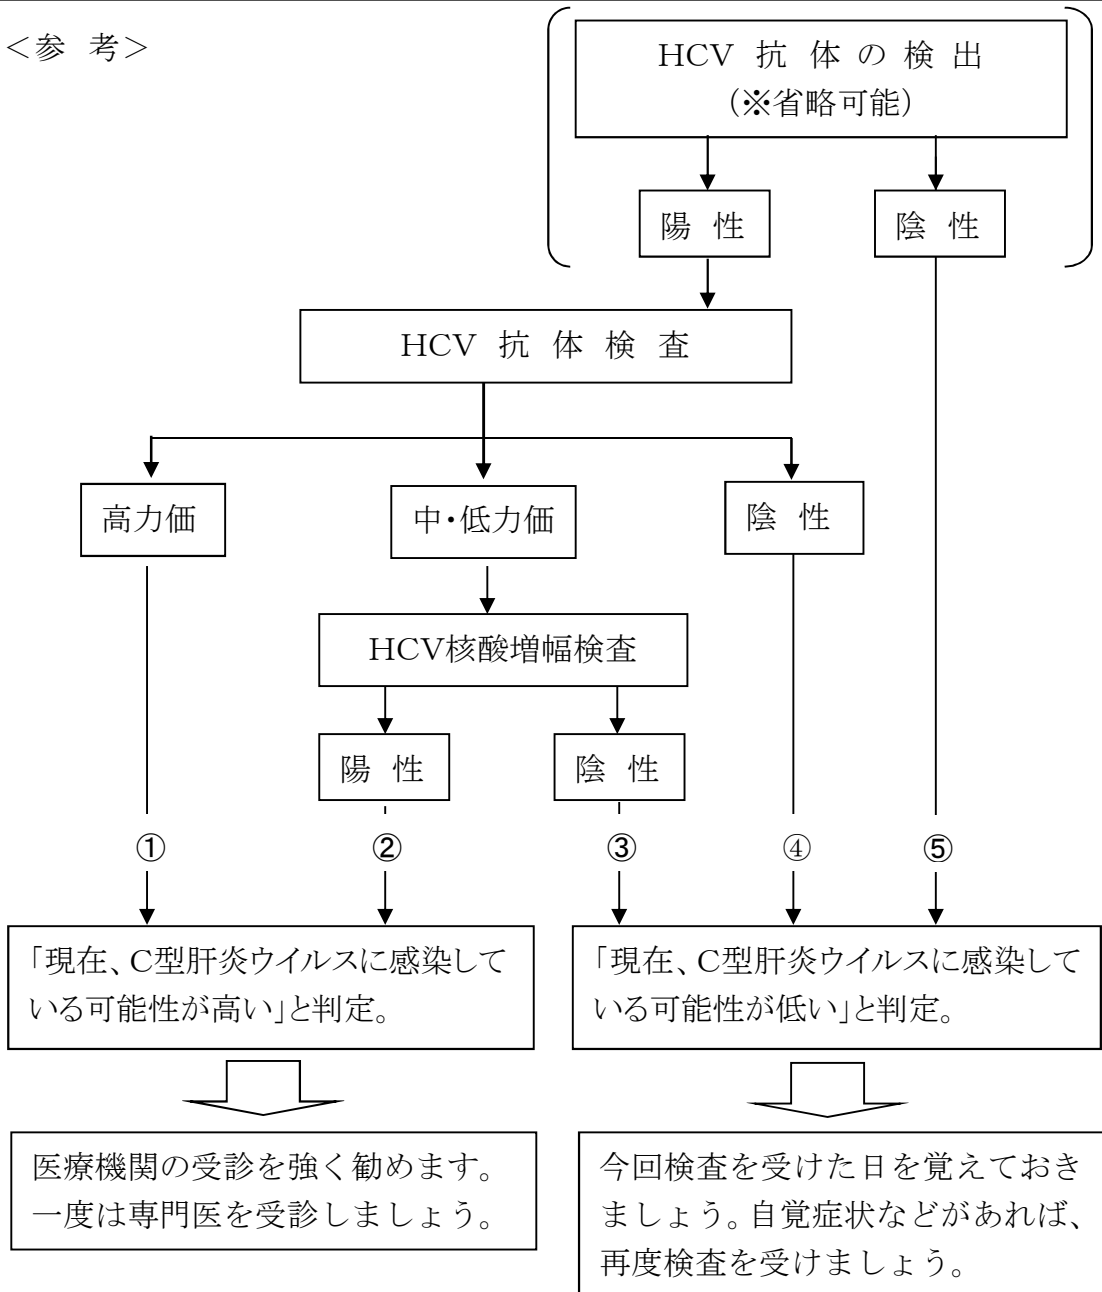 ＜参 考＞
HCV 抗 体 の 検 出
（※省略可能）
陽 性
陰 性
HCV 抗 体 検 査
高力価
中・低力価
陰 性
HCV核酸増幅検査
陽 性
陰 性
①
②
③
④
⑤
「現在、C型肝炎ウイルスに感染して
いる可能性が高い」と判定。
「現在、C型肝炎ウイルスに感染して
いる可能性が低い」と判定。
医療機関の受診を強く勧めます。
一度は専門医を受診しましょう。
今回検査を受けた日を覚えておき
ましょう。自覚症状などがあれば、
再度検査を受けましょう。